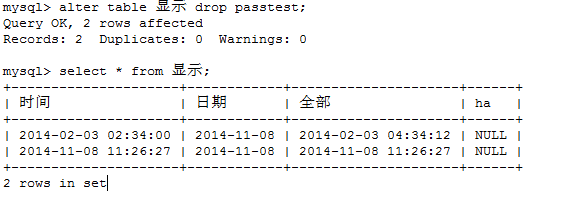 mysql> alter table 显示 drop passtest;
Query OK, 2 rows affected
Records: 2  Duplicates: 0  Warnings: 0
mysql> select * from 显示;
+---------------------+------------+---------------------+------+
| 时间 | 日期 | 全部 | ha |
+---------------------+------------+---------------------+------+
| 2014-02-03 02:34:00 | 2014-11-08 | 2014-02-03 04:34:12 | NULL |
| 2014-11-08 11:26:27 | 2014-11-08 | 2014-11-08 11:26:27 | NULL |
+---------------------+------------+---------------------+------+
2 rows in set